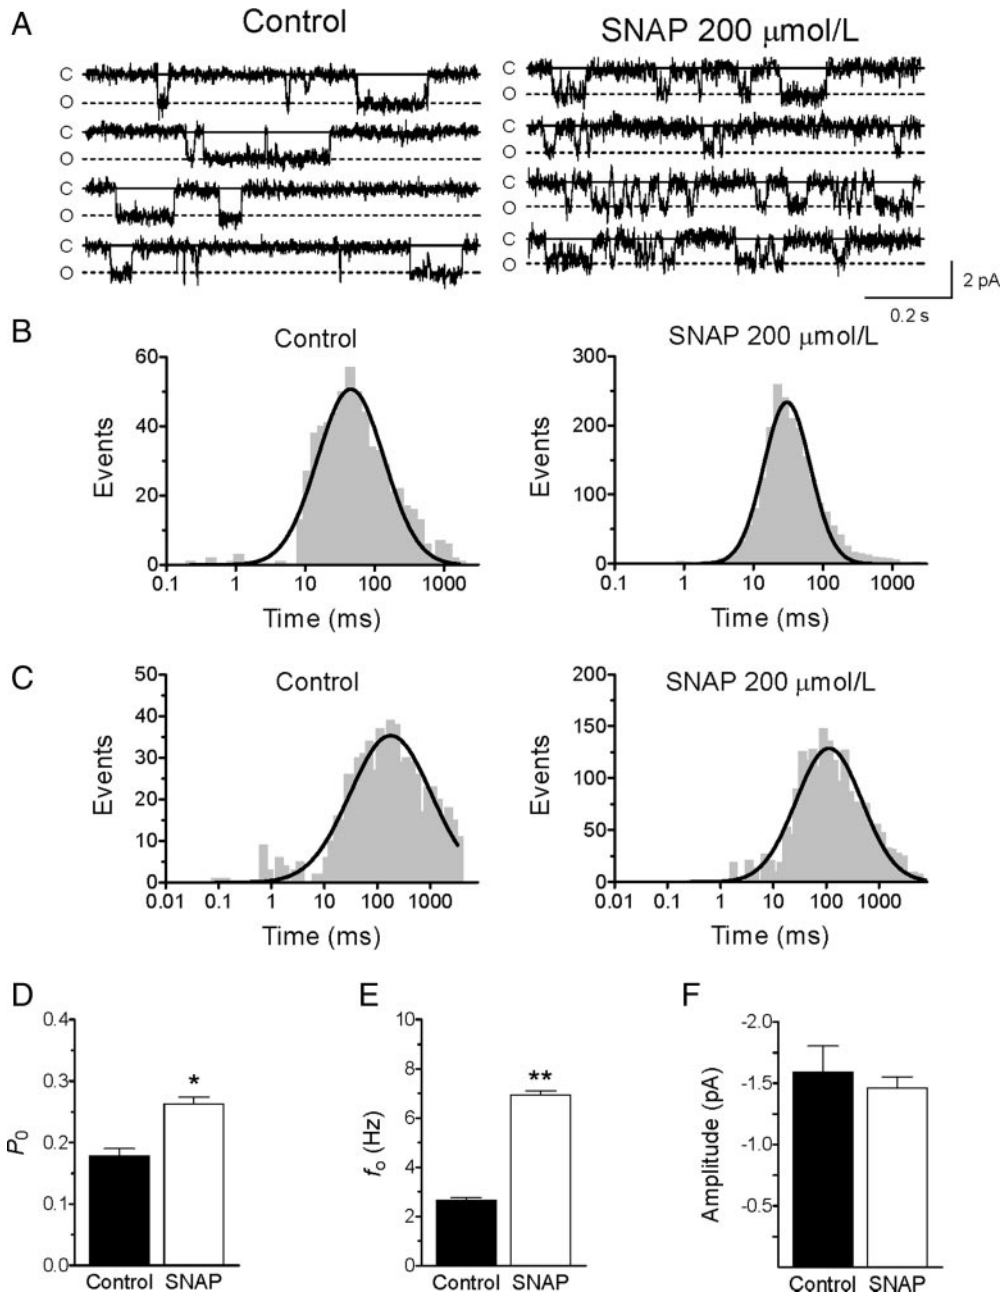 A Control SNAP 200 μmol/L
C C
O O
C C
O O
C C
O O
C C
O O
2 pA
0.2 s
B Control SNAP 200 μmol/L
Events
60
40
20
0
0.1 1 10 100 1000
Time (ms)
Events
300
200
100
0
0.1 1 10 100 1000
Time (ms)
C Control SNAP 200 μmol/L
Events
50
40
30
20
10
0
0.01 0.1 1 10 100 1000
Time (ms)
Events
200
150
100
50
0
0.01 0.1 1 10 100 1000
Time (ms)
D
P0
0.4
0.3
0.2
0.1
0.0
*
Control SNAP
E
fo (Hz)
10
8
6
4
2
0
**
Control SNAP
F
Amplitude (pA)
-2.0
-1.5
-1.0
-0.5
Control SNAP